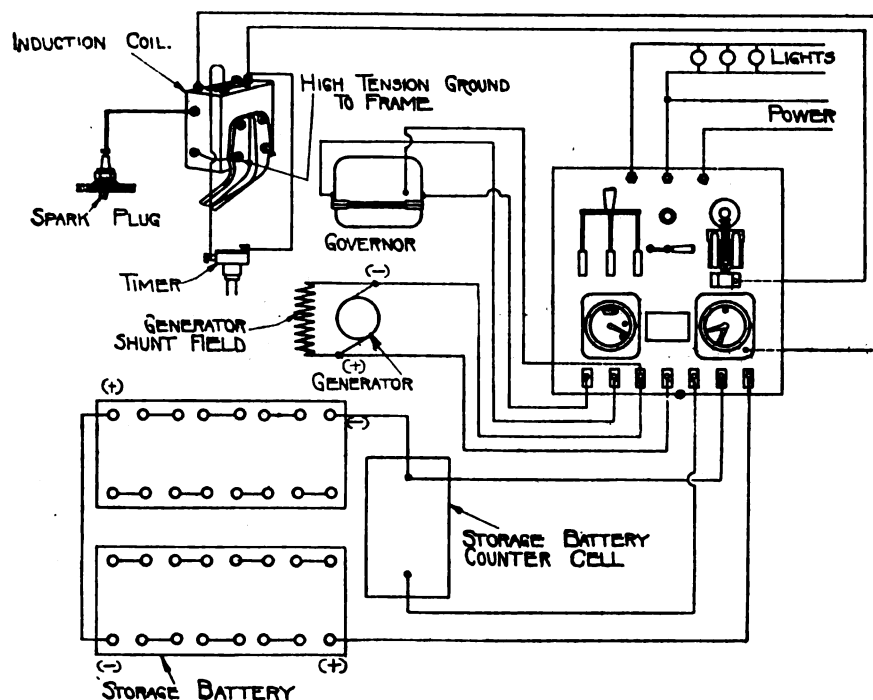 INDUCTION COIL.
HIGH TENSION GROUND
TO FRAME
LIGHTS
POWER
SPARK PLUG
GOVERNOR
TIMER
(-)
GENERATOR
SHUNT FIELD
(+)
GENERATOR
(+)
(-)
STORAGE BATTERY
COUNTER CELL
(-)
(+)
STORAGE BATTERY